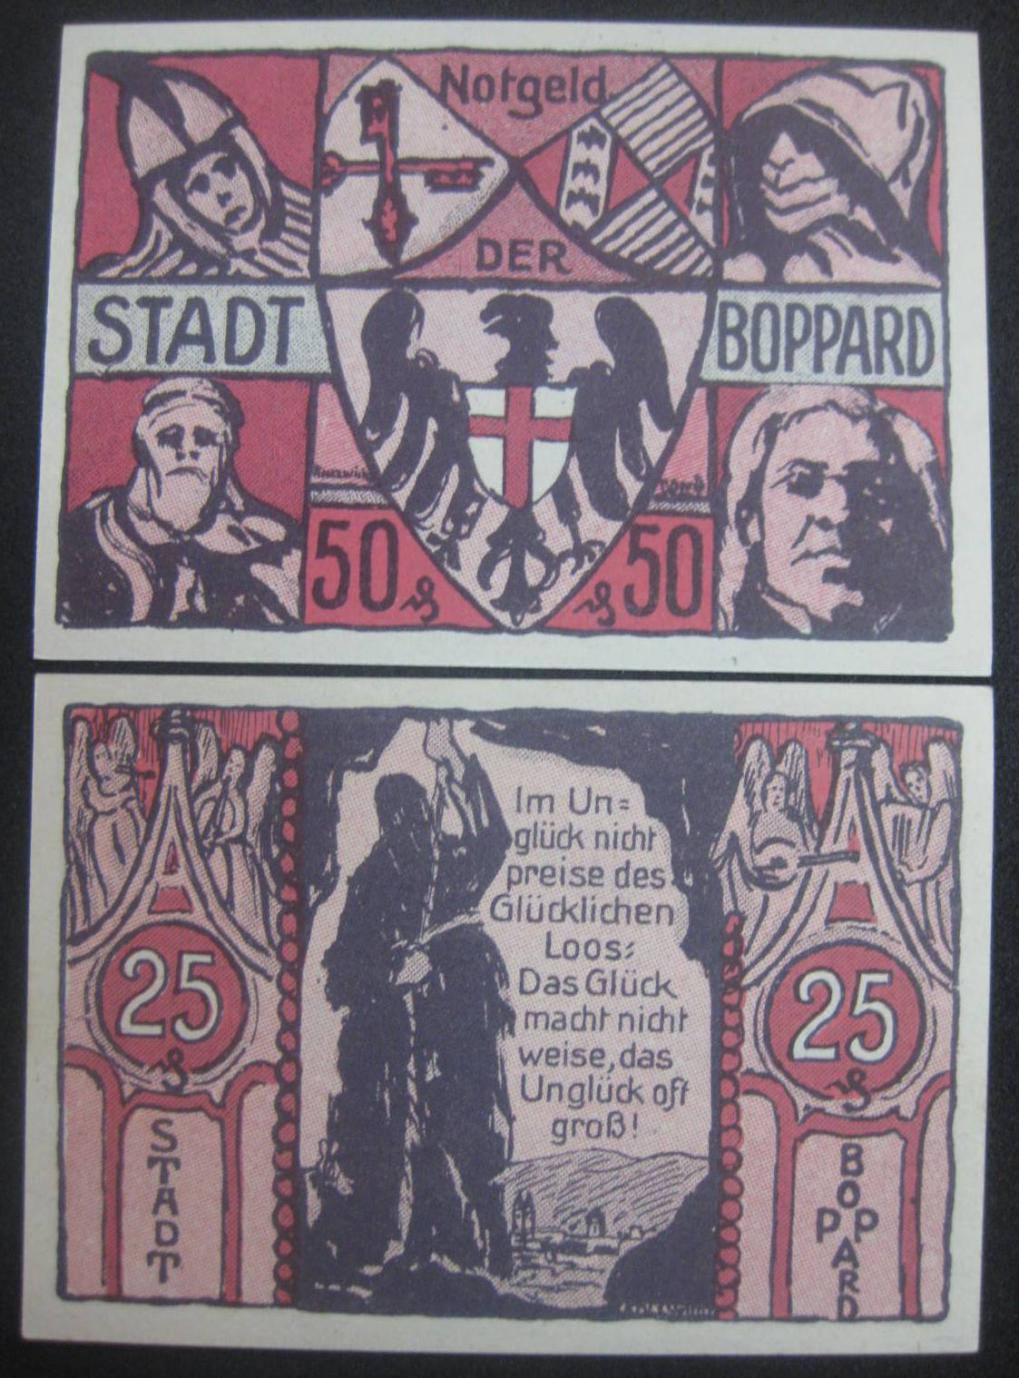 Notgeld
DER
STADT
BOPPARD
50
50
Im Un=
glück nicht
preise des
Glücklichen
Loos:
Das Glück
macht nicht
weise, das
Unglück oft
groß!
25
25
STADT
BOPPARD